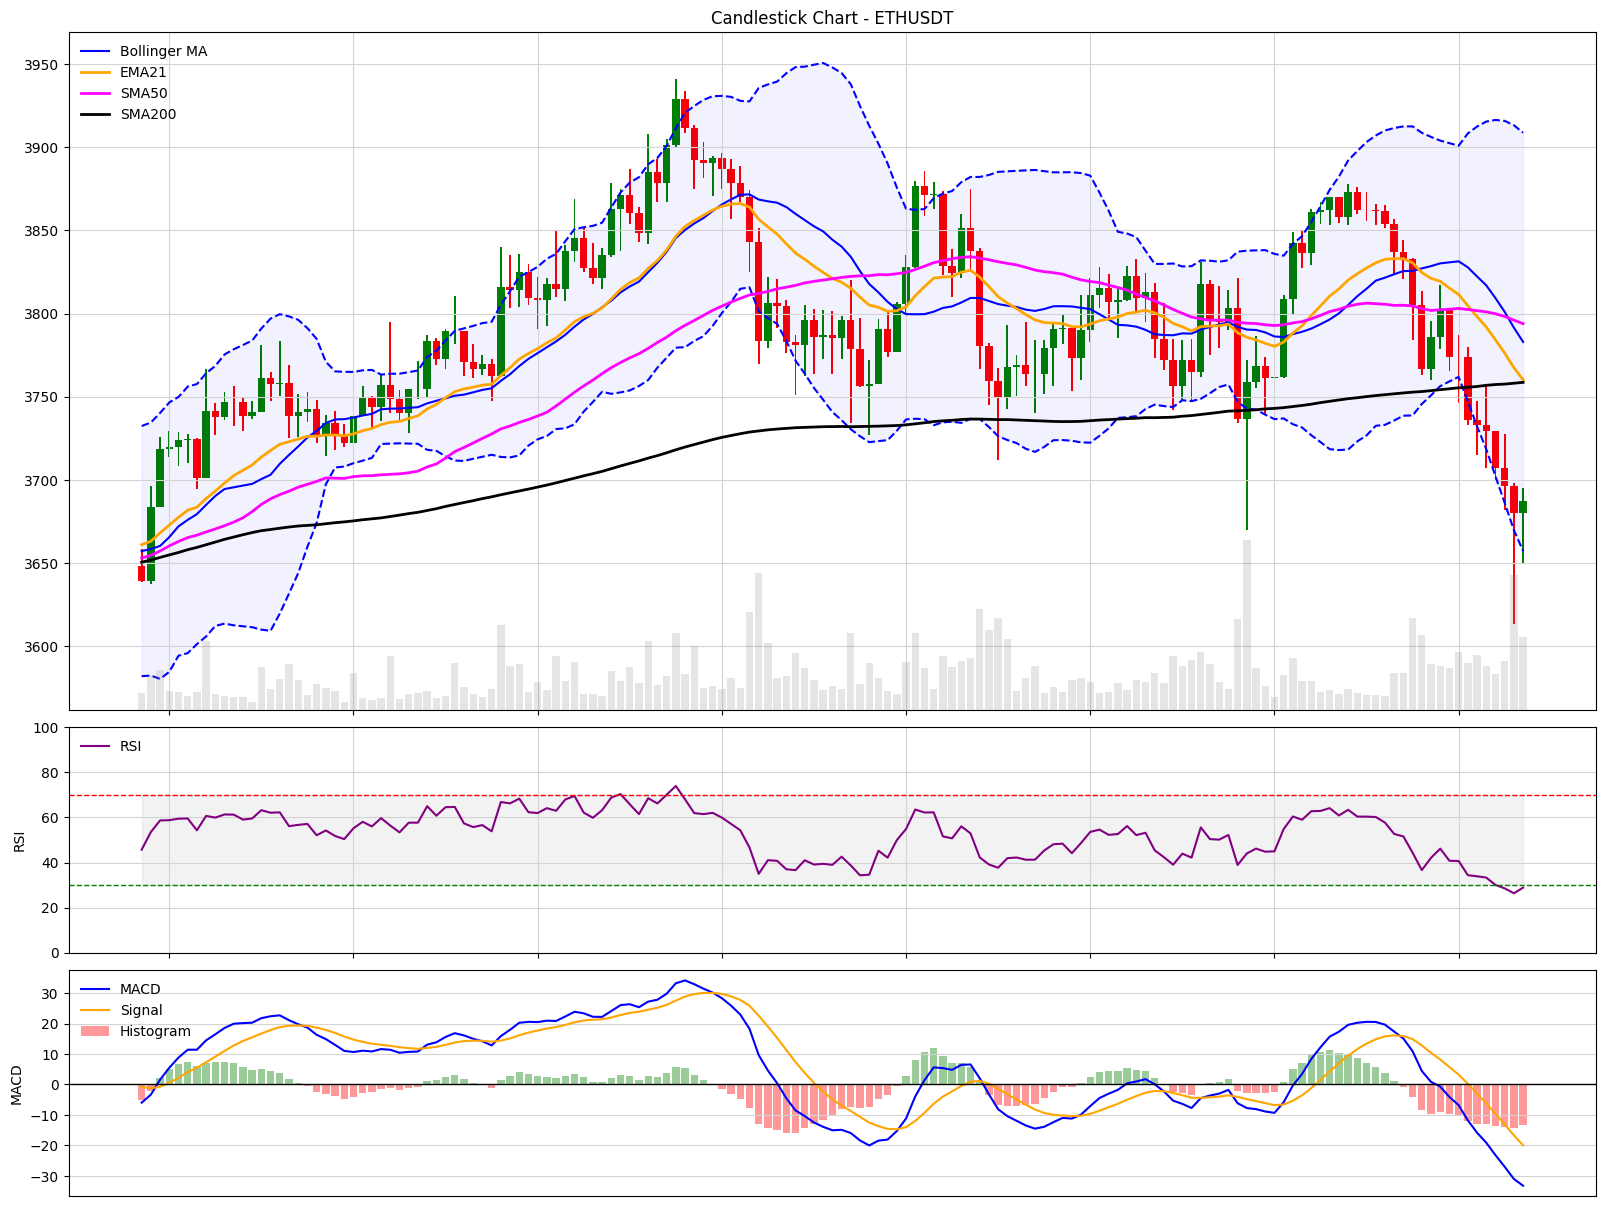 Candlestick Chart - ETHUSDT
Bollinger MA
EMA21
SMA50
SMA200
3950
3900
3850
3800
3750
3700
3650
3600
RSI
100
80
60
40
20
0
RSI
MACD
Signal
Histogram
30
20
10
0
−10
−20
−30
MACD